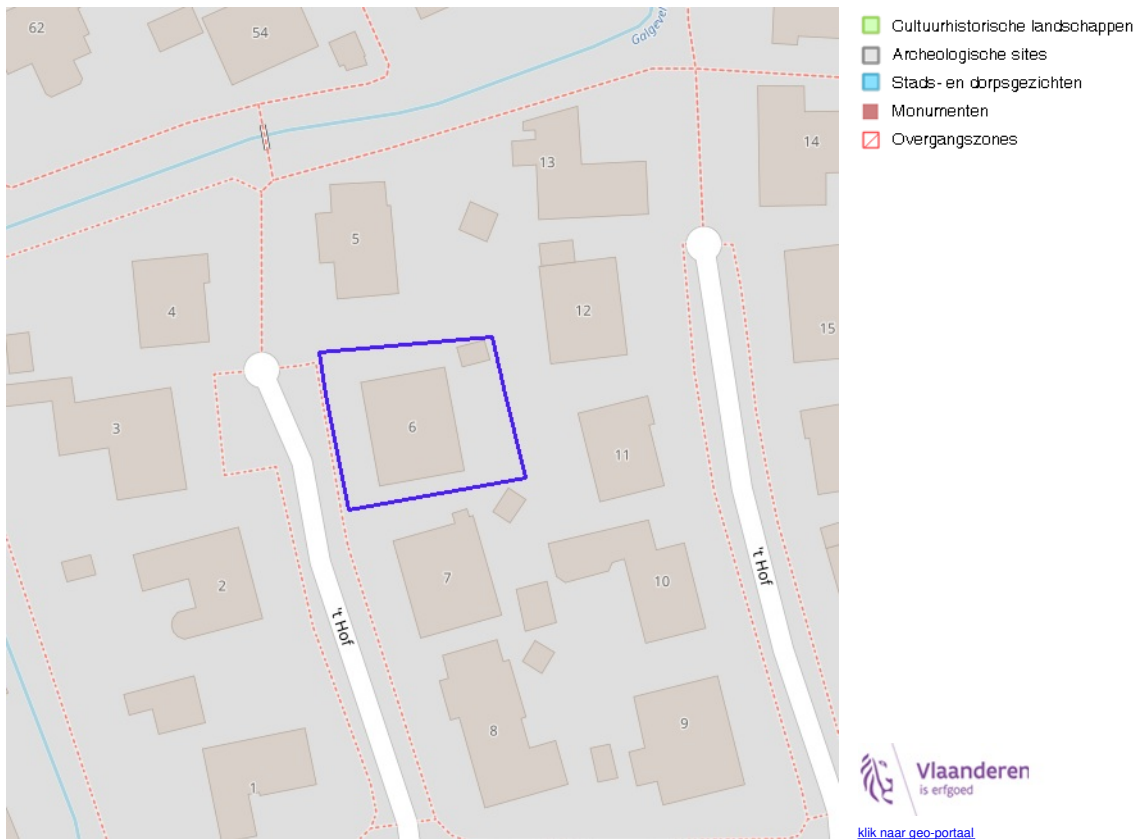 62
54
Galgevel
13
14
5
4
12
15
3
6
11
2
7
10
't Hof
't Hof
8
9
1
Cultuurhistorische landschappen
Archeologische sites
Stads- en dorpsgezichten
Monumenten
Overgangszones
Vlaanderen
is erfgoed
klik naar geo-portaal